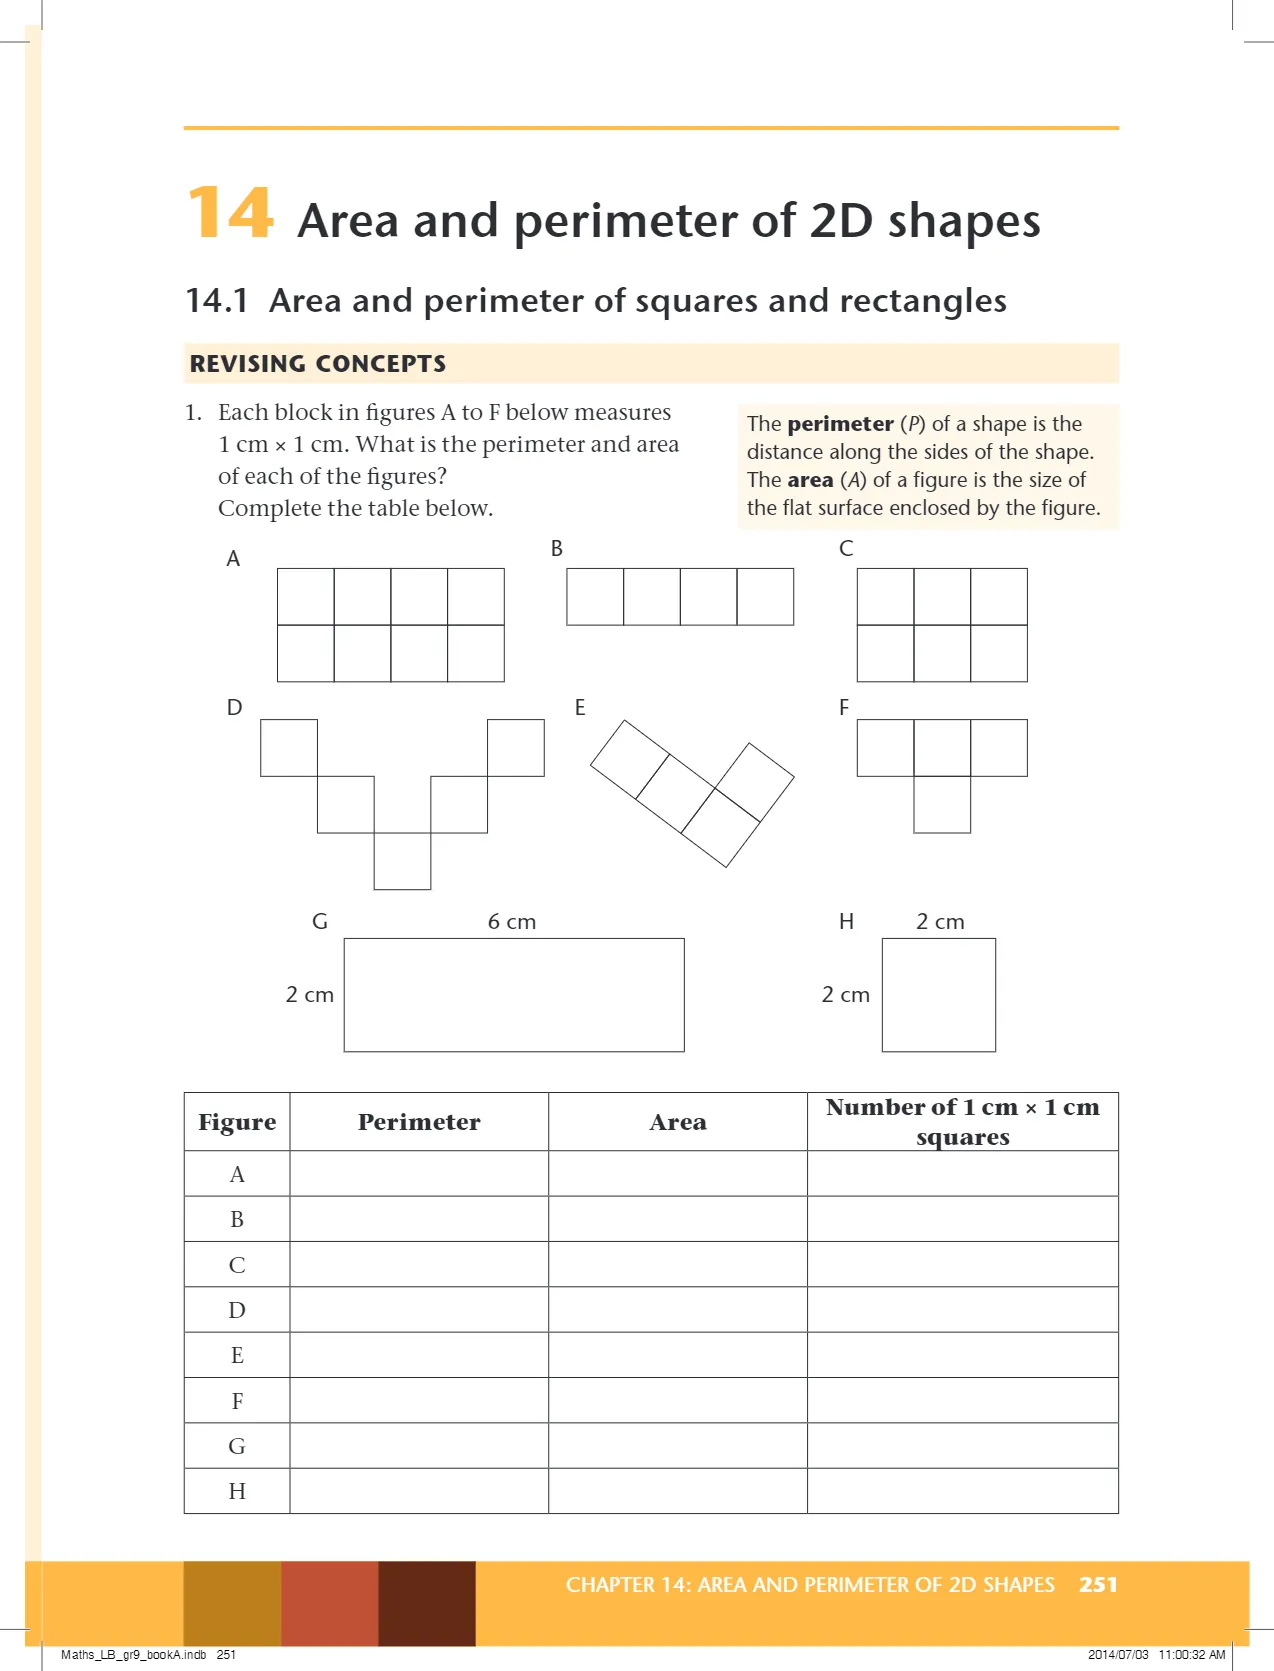 14 Area and perimeter of 2D shapes
14.1 Area and perimeter of squares and rectangles
REVISING CONCEPTS
1. Each block in figures A to F below measures
1 cm × 1 cm. What is the perimeter and area
of each of the figures?
Complete the table below.
The perimeter (P) of a shape is the
distance along the sides of the shape.
The area (A) of a figure is the size of
the flat surface enclosed by the figure.
A
B
C
D
E
F
G
6 cm
2 cm
H
2 cm
2 cm
Figure Perimeter Area Number of 1 cm × 1 cm
squares
A
B
C
D
E
F
G
H
CHAPTER 14: AREA AND PERIMETER OF 2D SHAPES 251
Maths_LB_gr9_bookA.indb 251
2014/07/03 11:00:32 AM